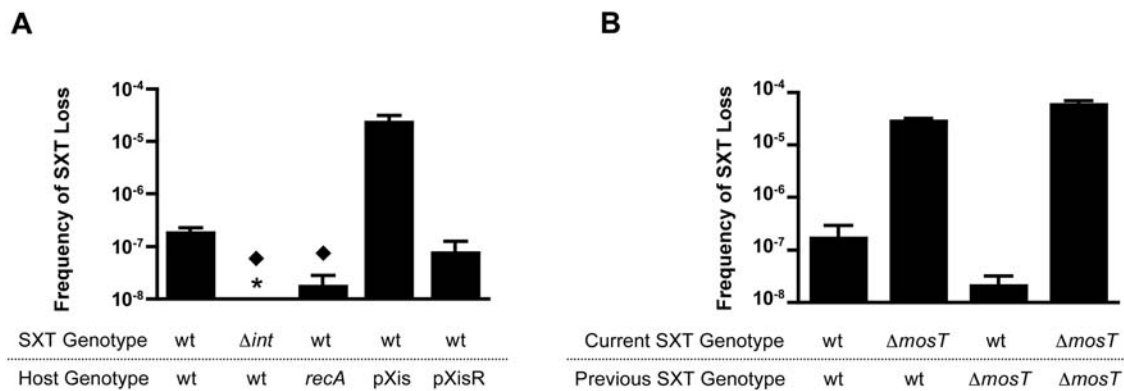 A
B
Frequency of SXT Loss
10-4
10-5
10-6
10-7
10-8
◆ ◆
*
SXT Genotype wt Δint wt wt wt
Host Genotype wt wt recA pXis pXisR
Frequency of SXT Loss
10-4
10-5
10-6
10-7
10-8
Current SXT Genotype wt ΔmosT wt ΔmosT
Previous SXT Genotype wt wt ΔmosT ΔmosT